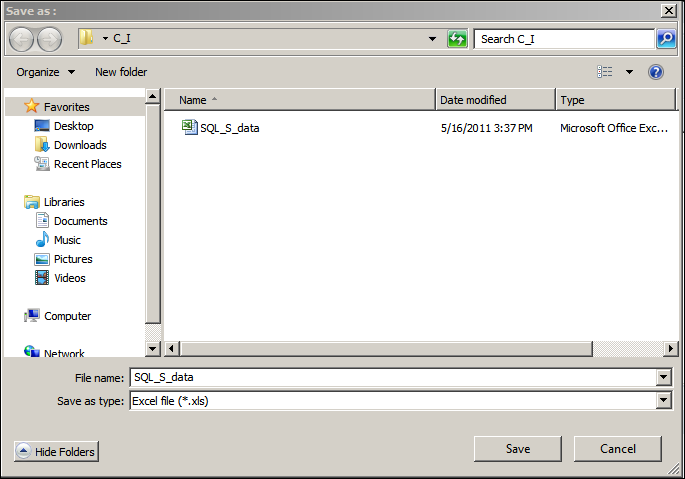 Save as :
C_I
Search C_I
Organize New folder
Favorites
Desktop
Downloads
Recent Places
Libraries
Documents
Music
Pictures
Videos
Computer
Network
Name Date modified Type
SQL_S_data 5/16/2011 3:37 PM Microsoft Office Exc...
File name: SQL_S_data
Save as type: Excel file (*.xls)
Hide Folders
Save
Cancel